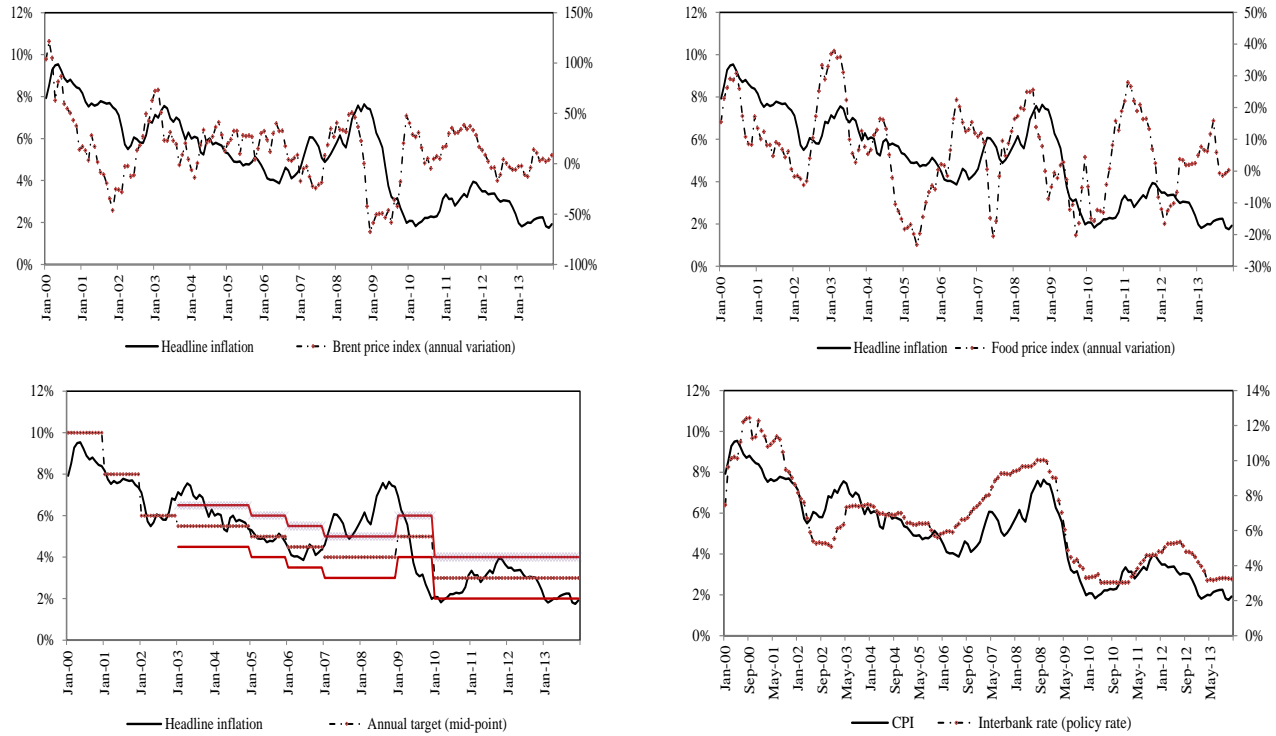 12%
10%
8%
6%
4%
2%
0%
150%
100%
50%
0%
-50%
-100%
Jan-00
Jan-01
Jan-02
Jan-03
Jan-04
Jan-05
Jan-06
Jan-07
Jan-08
Jan-09
Jan-10
Jan-11
Jan-12
Jan-13
Headline inflation
Brent price index (annual variation)
12%
10%
8%
6%
4%
2%
0%
50%
40%
30%
20%
10%
0%
-10%
-20%
-30%
Jan-00
Jan-01
Jan-02
Jan-03
Jan-04
Jan-05
Jan-06
Jan-07
Jan-08
Jan-09
Jan-10
Jan-11
Jan-12
Jan-13
Headline inflation
Food price index (annual variation)
12%
10%
8%
6%
4%
2%
0%
Jan-00
Jan-01
Jan-02
Jan-03
Jan-04
Jan-05
Jan-06
Jan-07
Jan-08
Jan-09
Jan-10
Jan-11
Jan-12
Jan-13
Headline inflation
Annual target (mid-point)
12%
10%
8%
6%
4%
2%
0%
14%
12%
10%
8%
6%
4%
2%
0%
Jan-00
Sep-00
May-01
Jan-02
Sep-02
May-03
Jan-04
Sep-04
May-05
Jan-06
Sep-06
May-07
Jan-08
Sep-08
May-09
Jan-10
Sep-10
May-11
Jan-12
Sep-12
May-13
CPI
Interbank rate (policy rate)